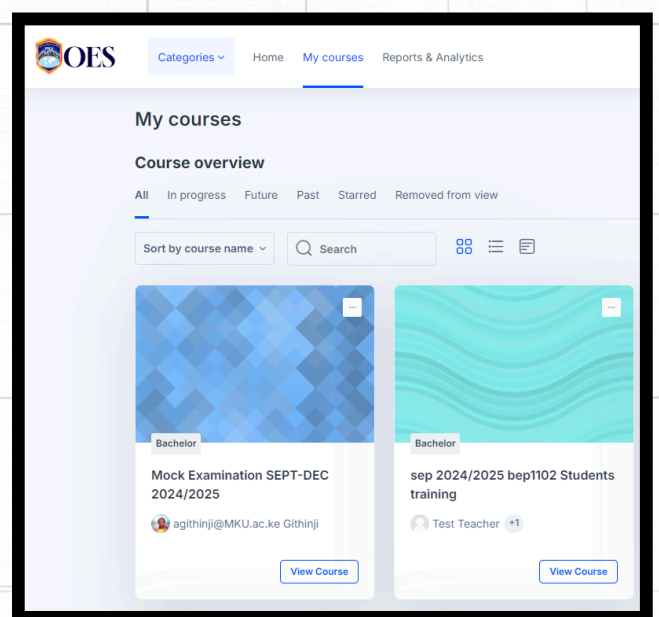 OES
Categories
Home
My courses
Reports & Analytics
My courses
Course overview
All In progress Future Past Starred Removed from view
Sort by course name
Search
Bachelor
Mock Examination SEPT-DEC
2024/2025
agithinji@MKU.ac.ke Githinji
View Course
Bachelor
sep 2024/2025 bep1102 Students
training
Test Teacher +1
View Course